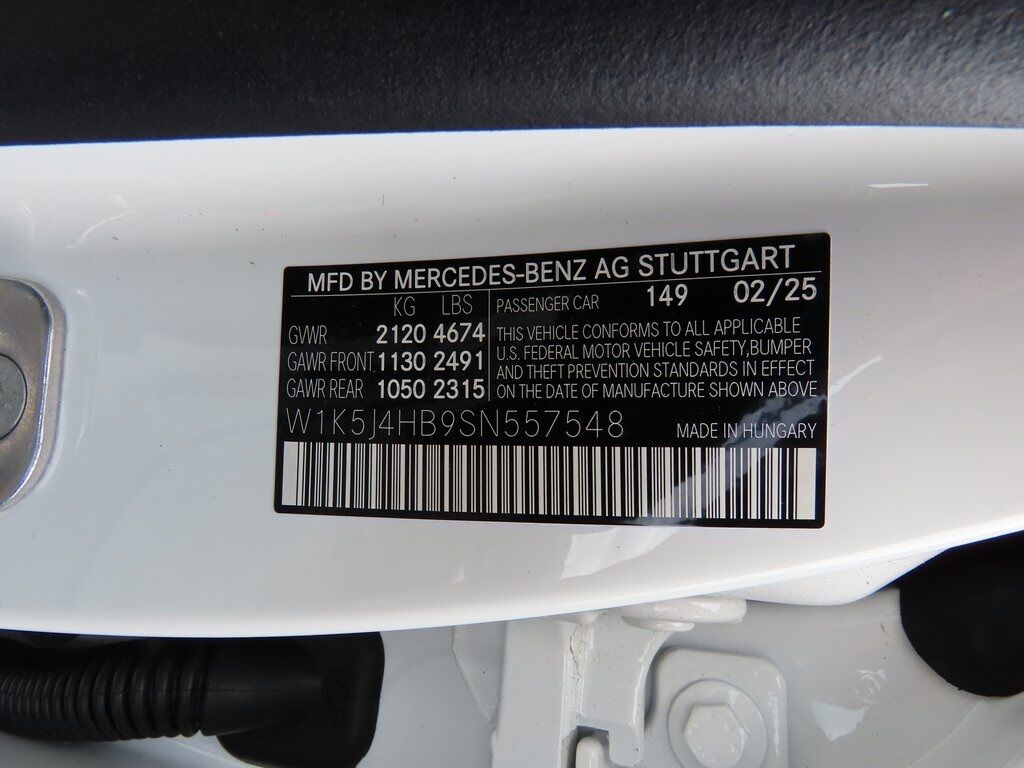 MFD BY MERCEDES-BENZ AG STUTTGART
KG LBS
GVWR 2120 4674
GAWR FRONT 1130 2491
GAWR REAR 1050 2315
PASSENGER CAR 149 02/25
THIS VEHICLE CONFORMS TO ALL APPLICABLE
U.S. FEDERAL MOTOR VEHICLE SAFETY,BUMPER
AND THEFT PREVENTION STANDARDS IN EFFECT
ON THE DATE OF MANUFACTURE SHOWN ABOVE
W1K5J4HB9SN557548
MADE IN HUNGARY